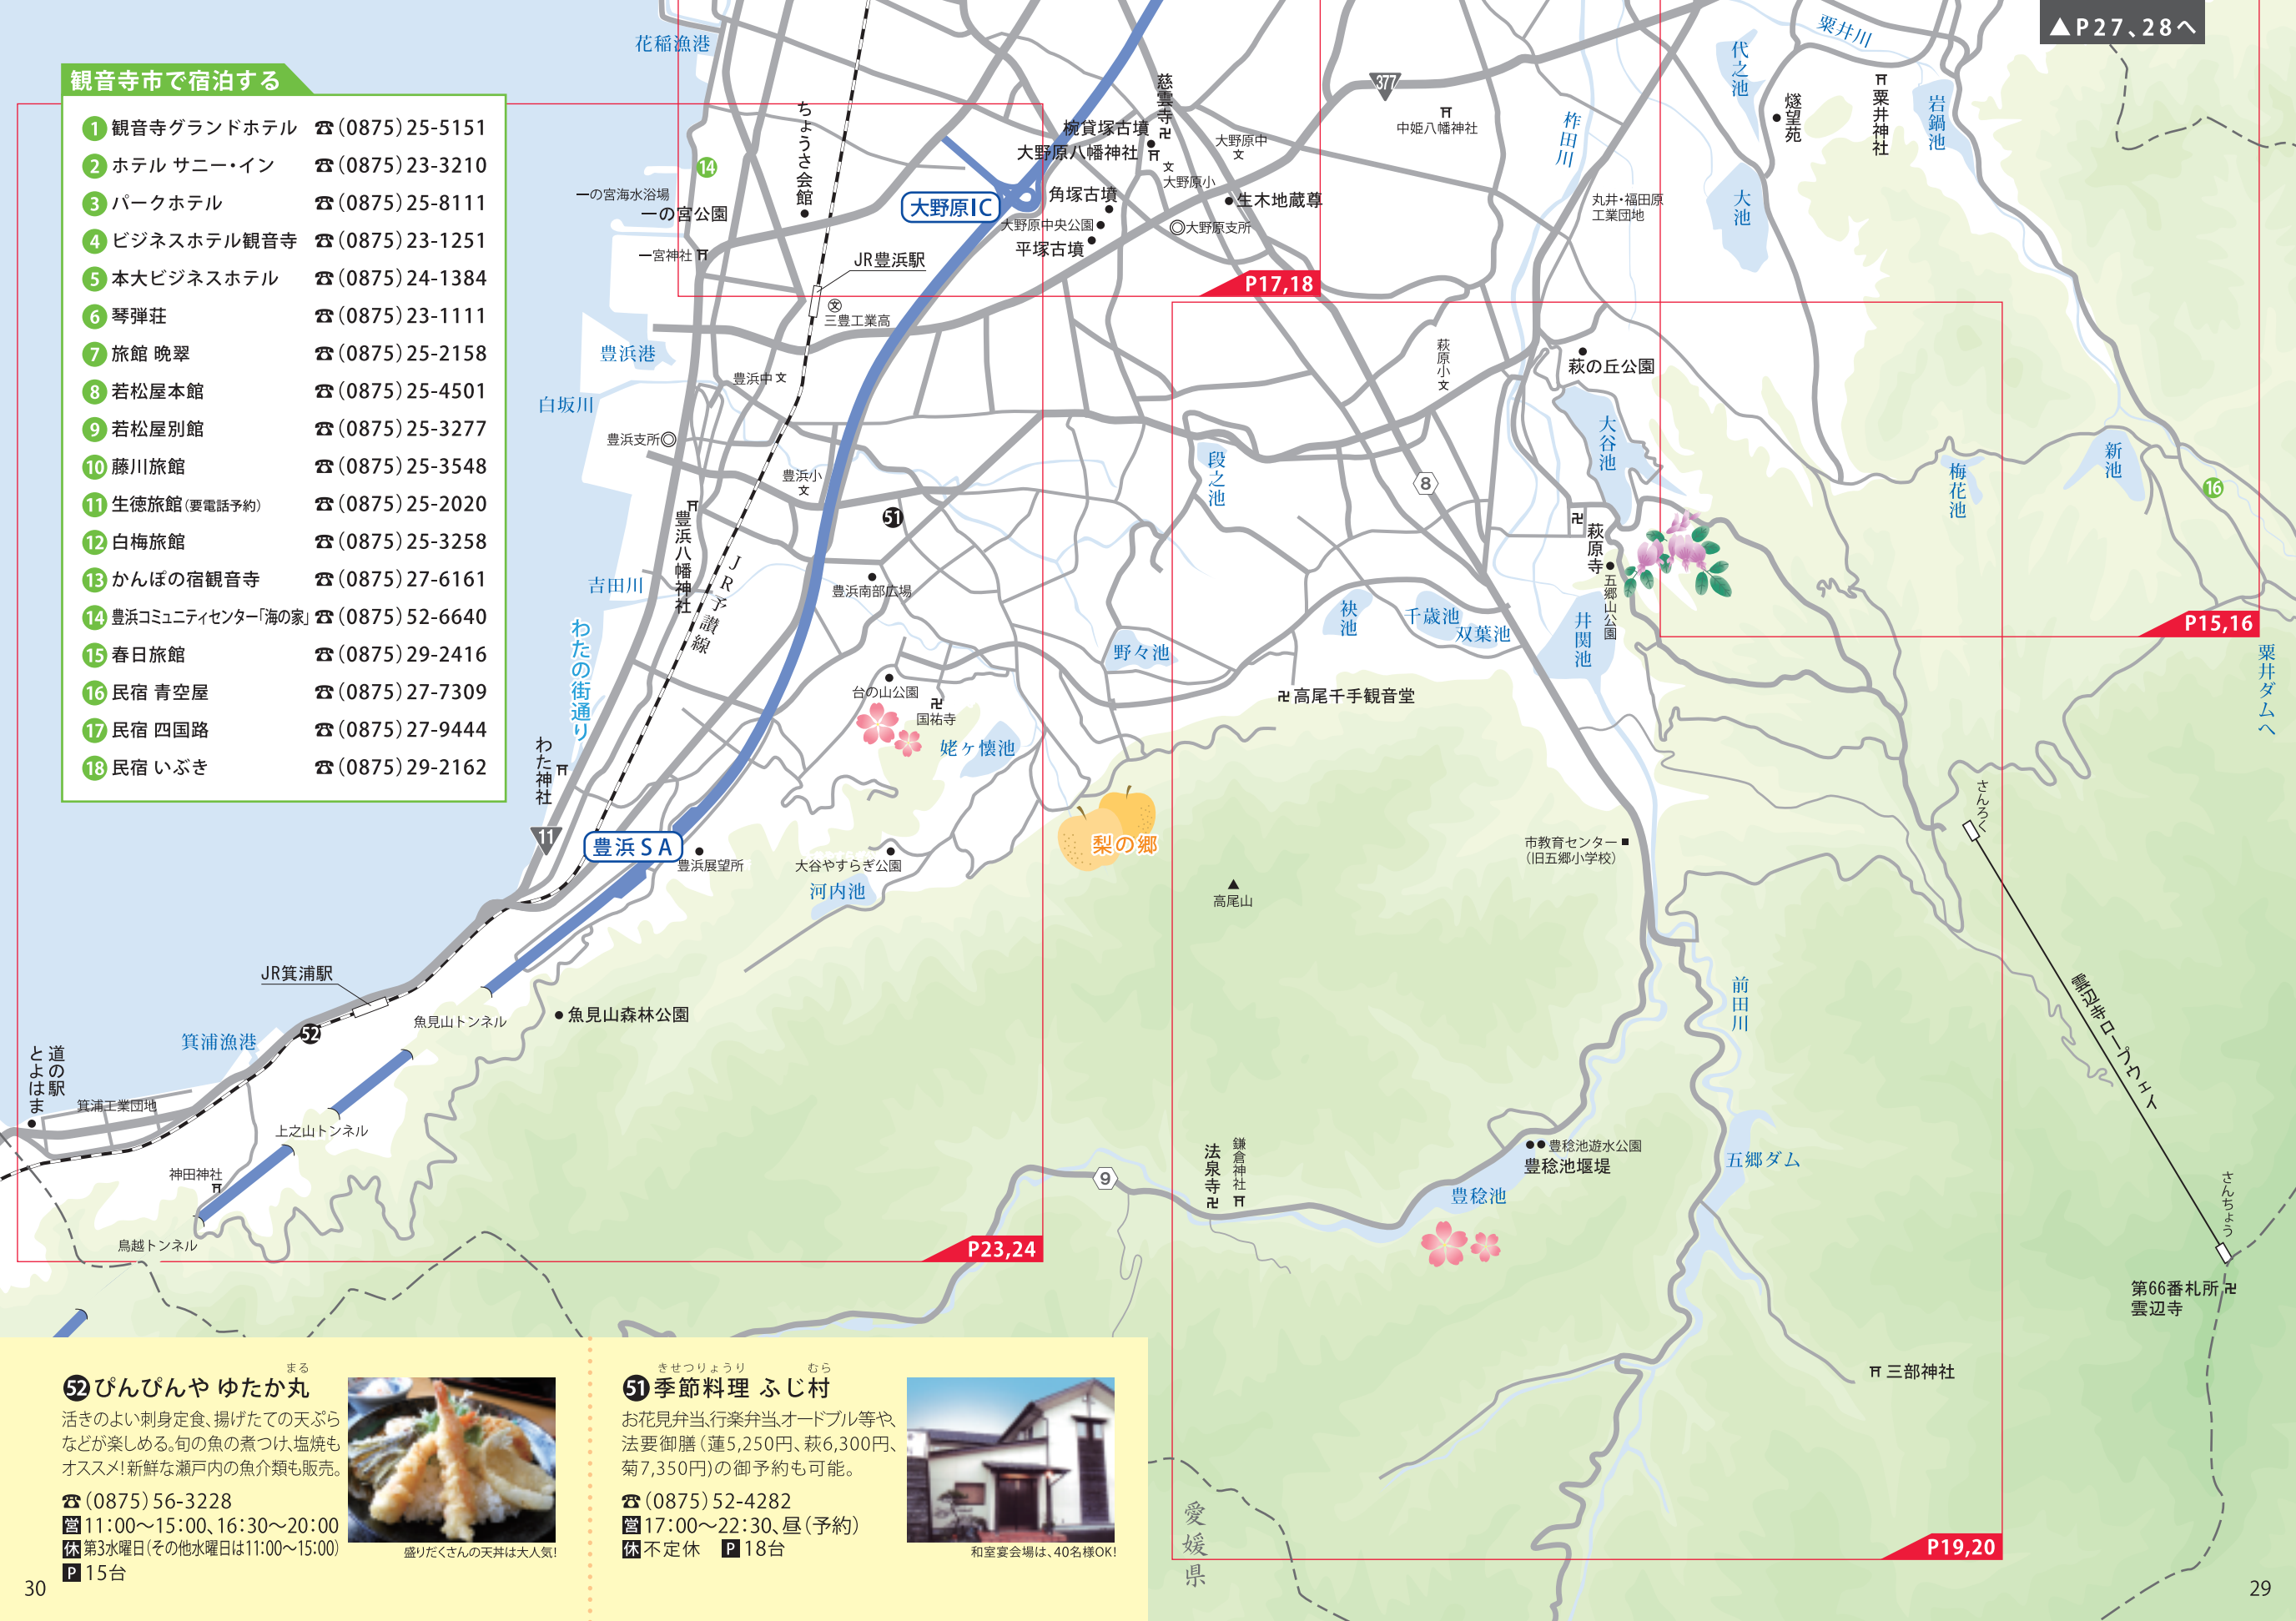 ▲P27、28へ
観音寺市で宿泊する
1 観音寺グランドホテル ☎(0875)25-5151
2 ホテル サニー・イン ☎(0875)23-3210
3 パークホテル ☎(0875)25-8111
4 ビジネスホテル観音寺 ☎(0875)23-1251
5 本大ビジネスホテル ☎(0875)24-1384
6 琴弾荘 ☎(0875)23-1111
7 旅館 晩翠 ☎(0875)25-2158
8 若松屋本館 ☎(0875)25-4501
9 若松屋別館 ☎(0875)25-3277
10 藤川旅館 ☎(0875)25-3548
11 生徳旅館(要電話予約) ☎(0875)25-2020
12 白梅旅館 ☎(0875)25-3258
13 かんぽの宿観音寺 ☎(0875)27-6161
14 豊浜コミュニティセンター「海の家」 ☎(0875)52-6640
15 春日旅館 ☎(0875)29-2416
16 民宿 青空屋 ☎(0875)27-7309
17 民宿 四国路 ☎(0875)27-9444
18 民宿 いぶき ☎(0875)29-2162
花稲漁港
14
一の宮海水浴場
一の宮公園
一宮神社
ちょうさ会館
JR豊浜駅
三豊工業高
大野原IC
慈雲寺
椀貸塚古墳
大野原八幡神社
大野原中
文
文
大野原小
角塚古墳
生木地蔵尊
大野原中央公園
大野原支所
平塚古墳
P17,18
377
中姫八幡神社
柞田川
丸井・福田原
工業団地
粟井川
代之池
大池
燧望苑
粟井神社
岩鍋池
豊浜港
豊浜中文
白坂川
豊浜支所
豊浜小
文
51
豊浜八幡神社
吉田川
JR予讃線
豊浜南部広場
わたの街通り
わた神社
11
台の山公園
国祐寺
姥ヶ懐池
豊浜SA
豊浜展望所
大谷やすらぎ公園
河内池
梨の郷
萩原小文
萩の丘公園
大谷池
段之池
8
萩原寺
五郷山公園
井関池
袂池
千歳池
双葉池
野々池
高尾千手観音堂
梅花池
新池
16
P15,16
粟井ダムへ
高尾山
市教育センター
(旧五郷小学校)
さんろく
雲辺寺ロープウェイ
さんちょう
第66番札所
雲辺寺
前田川
五郷ダム
豊稔池遊水公園
豊稔池堰堤
豊稔池
法泉寺
鎌倉神社
9
三部神社
P19,20
愛媛県
JR箕浦駅
52
箕浦漁港
魚見山トンネル
魚見山森林公園
道の駅
とよはま
箕浦工業団地
上之山トンネル
神田神社
鳥越トンネル
P23,24
まる
52 ぴんぴんや ゆたか丸
活きのよい刺身定食、揚げたての天ぷら
などが楽しめる。旬の魚の煮つけ、塩焼も
オススメ!新鮮な瀬戸内の魚介類も販売。
☎(0875)56-3228
営11:00〜15:00、16:30〜20:00
休第3水曜日(その他水曜日は11:00〜15:00)
P15台
盛りだくさんの天丼は大人気!
きせつりょうり むら
51 季節料理 ふじ村
お花見弁当、行楽弁当、オードブル等や、
法要御膳(蓮5,250円、萩6,300円、
菊7,350円)の御予約も可能。
☎(0875)52-4282
営17:00〜22:30、昼(予約)
休不定休 P18台
和室宴会場は、40名様OK!
30
29